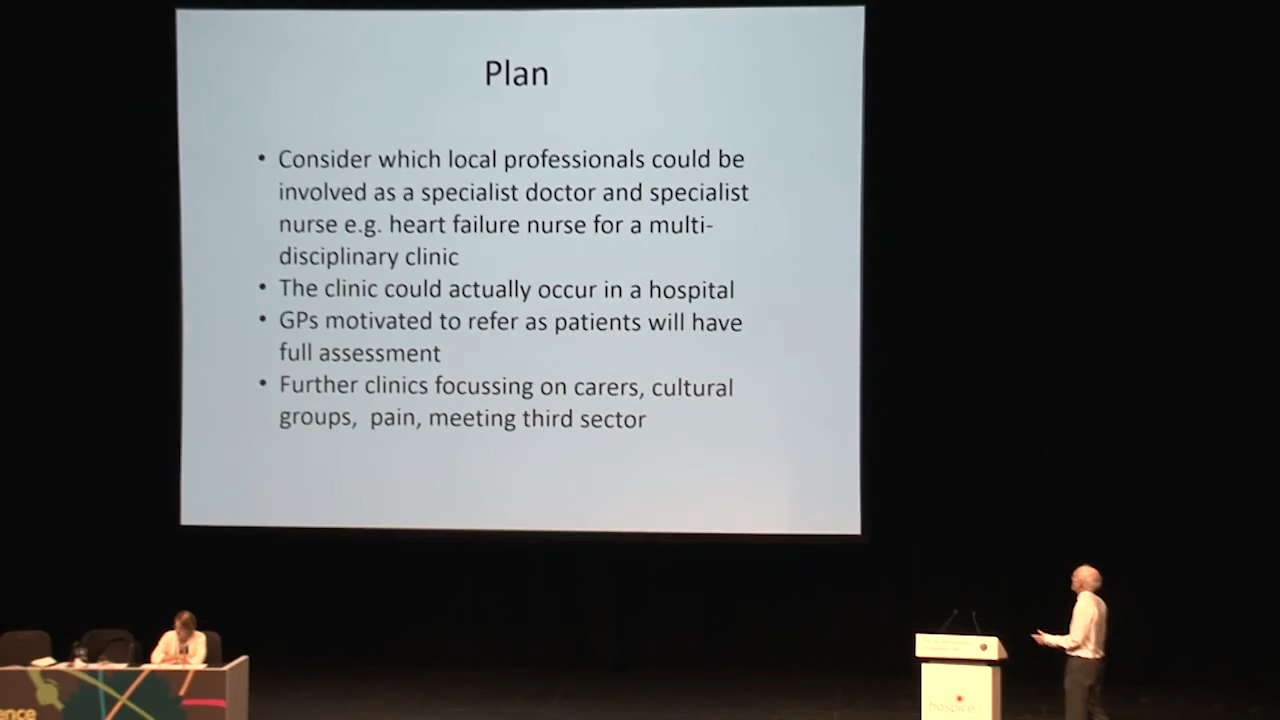 Plan
• Consider which local professionals could be
involved as a specialist doctor and specialist
nurse e.g. heart failure nurse for a multi-
disciplinary clinic
• The clinic could actually occur in a hospital
• GPs motivated to refer as patients will have
full assessment
• Further clinics focussing on carers, cultural
groups,  pain, meeting third sector
hospice
ence